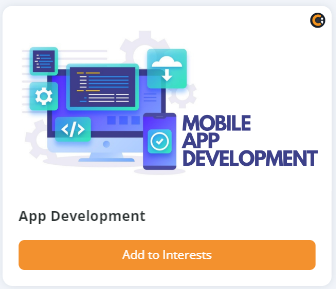 MOBILE
APP
DEVELOPMENT
App Development
Add to Interests